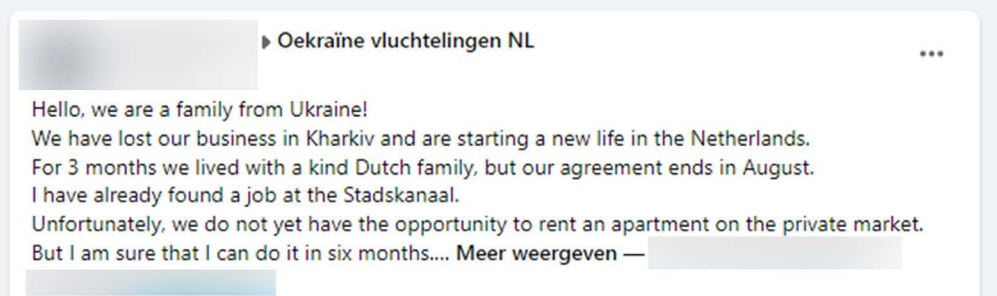 Oekraïne vluchtelingen NL
Hello, we are a family from Ukraine!
We have lost our business in Kharkiv and are starting a new life in the Netherlands.
For 3 months we lived with a kind Dutch family, but our agreement ends in August.
I have already found a job at the Stadskanaal.
Unfortunately, we do not yet have the opportunity to rent an apartment on the private market.
But I am sure that I can do it in six months.... Meer weergeven —